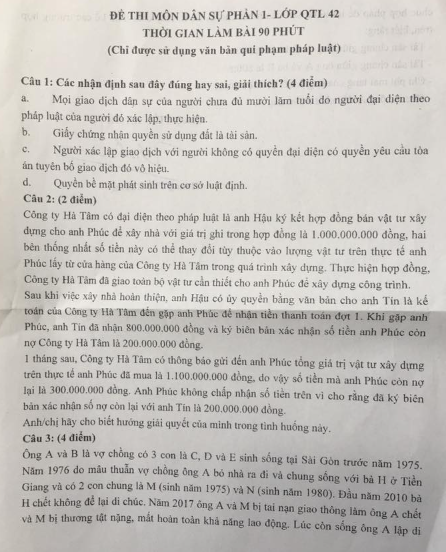 ĐỀ THI MÔN DÂN SỰ PHẦN 1- LỚP QTL 42
THỜI GIAN LÀM BÀI 90 PHÚT
(Chỉ được sử dụng văn bản qui phạm pháp luật)
Câu 1: Các nhận định sau đây đúng hay sai, giải thích? (4 điểm)
a. Mọi giao dịch dân sự của người chưa đủ mười lăm tuổi do người đại diện theo
pháp luật của người đó xác lập, thực hiện.
b. Giấy chứng nhận quyền sử dụng đất là tài sản.
c. Người xác lập giao dịch với người không có quyền đại diện có quyền yêu cầu tòa
án tuyên bố giao dịch đó vô hiệu.
d. Quyền bề mặt phát sinh trên cơ sở luật định.
Câu 2: (2 điểm)
Công ty Hà Tâm có đại diện theo pháp luật là anh Hậu ký kết hợp đồng bán vật tư xây
dựng cho anh Phúc để xây nhà với giá trị ghi trong hợp đồng là 1.000.000.000 đồng, hai
bên thống nhất số tiền này có thể thay đổi tùy thuộc vào lượng vật tư trên thực tế anh
Phúc lấy từ cửa hàng của Công ty Hà Tâm trong quá trình xây dựng. Thực hiện hợp đồng,
Công ty Hà Tâm đã giao toàn bộ vật tư cần thiết cho anh Phúc để xây dựng công trình.
Sau khi việc xây nhà hoàn thiện, anh Hậu có ủy quyền bằng văn bản cho anh Tín là kế
toán của Công ty Hà Tâm đến gặp anh Phúc để nhận tiền thanh toán đợt 1. Khi gặp anh
Phúc, anh Tín đã nhận 800.000.000 đồng và ký biên bản xác nhận số tiền anh Phúc còn
nợ Công ty Hà Tâm là 200.000.000 đồng.
1 tháng sau, Công ty Hà Tâm có thông báo gửi đến anh Phúc tổng giá trị vật tư xây dựng
trên thực tế anh Phúc đã mua là 1.100.000.000 đồng, do vậy số tiền mà anh Phúc còn nợ
lại là 300.000.000 đồng. Anh Phúc không chấp nhận số tiền trên vì cho rằng đã ký biên
bản xác nhận số nợ còn lại với anh Tín là 200.000.000 đồng.
Anh/chị hãy cho biết hướng giải quyết của mình trong tình huống này.
Câu 3: (4 điểm)
Ông A và B là vợ chồng có 3 con là C, D và E sinh sống tại Sài Gòn trước năm 1975.
Năm 1976 do mâu thuẫn vợ chồng ông A bỏ nhà ra đi và chung sống với bà H ở Tiền
Giang và có 2 con chung là M (sinh năm 1975) và N (sinh năm 1980). Đầu năm 2010 bà
H chết không để lại di chúc. Năm 2017 ông A và M bị tai nạn giao thông làm ông A chết
và M bị thương tật nặng, mất hoàn toàn khả năng lao động. Lúc còn sống ông A lập di